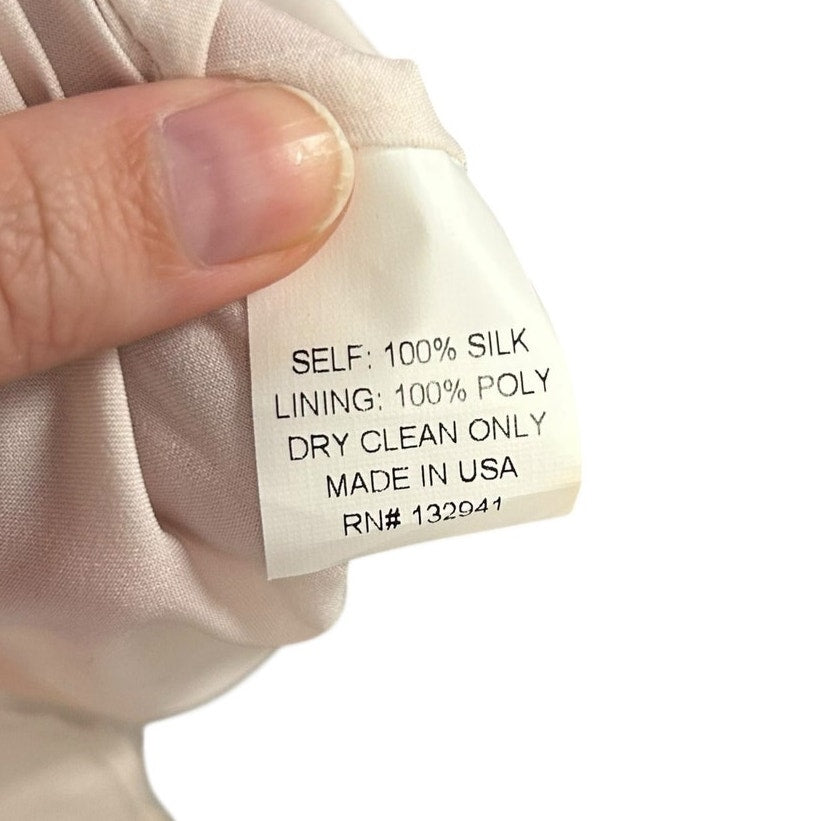 SELF: 100% SILK
LINING: 100% POLY
DRY CLEAN ONLY
MADE IN USA
RN# 132941